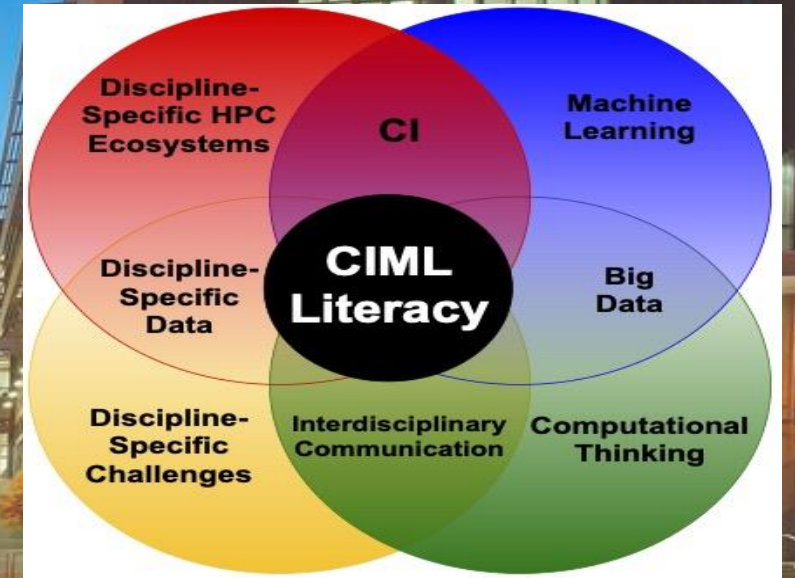 Discipline-
Specific HPC
Ecosystems
CI
Machine
Learning
Discipline-
Specific
Data
CIML
Literacy
Big
Data
Discipline-
Specific
Challenges
Interdisciplinary
Communication
Computational
Thinking